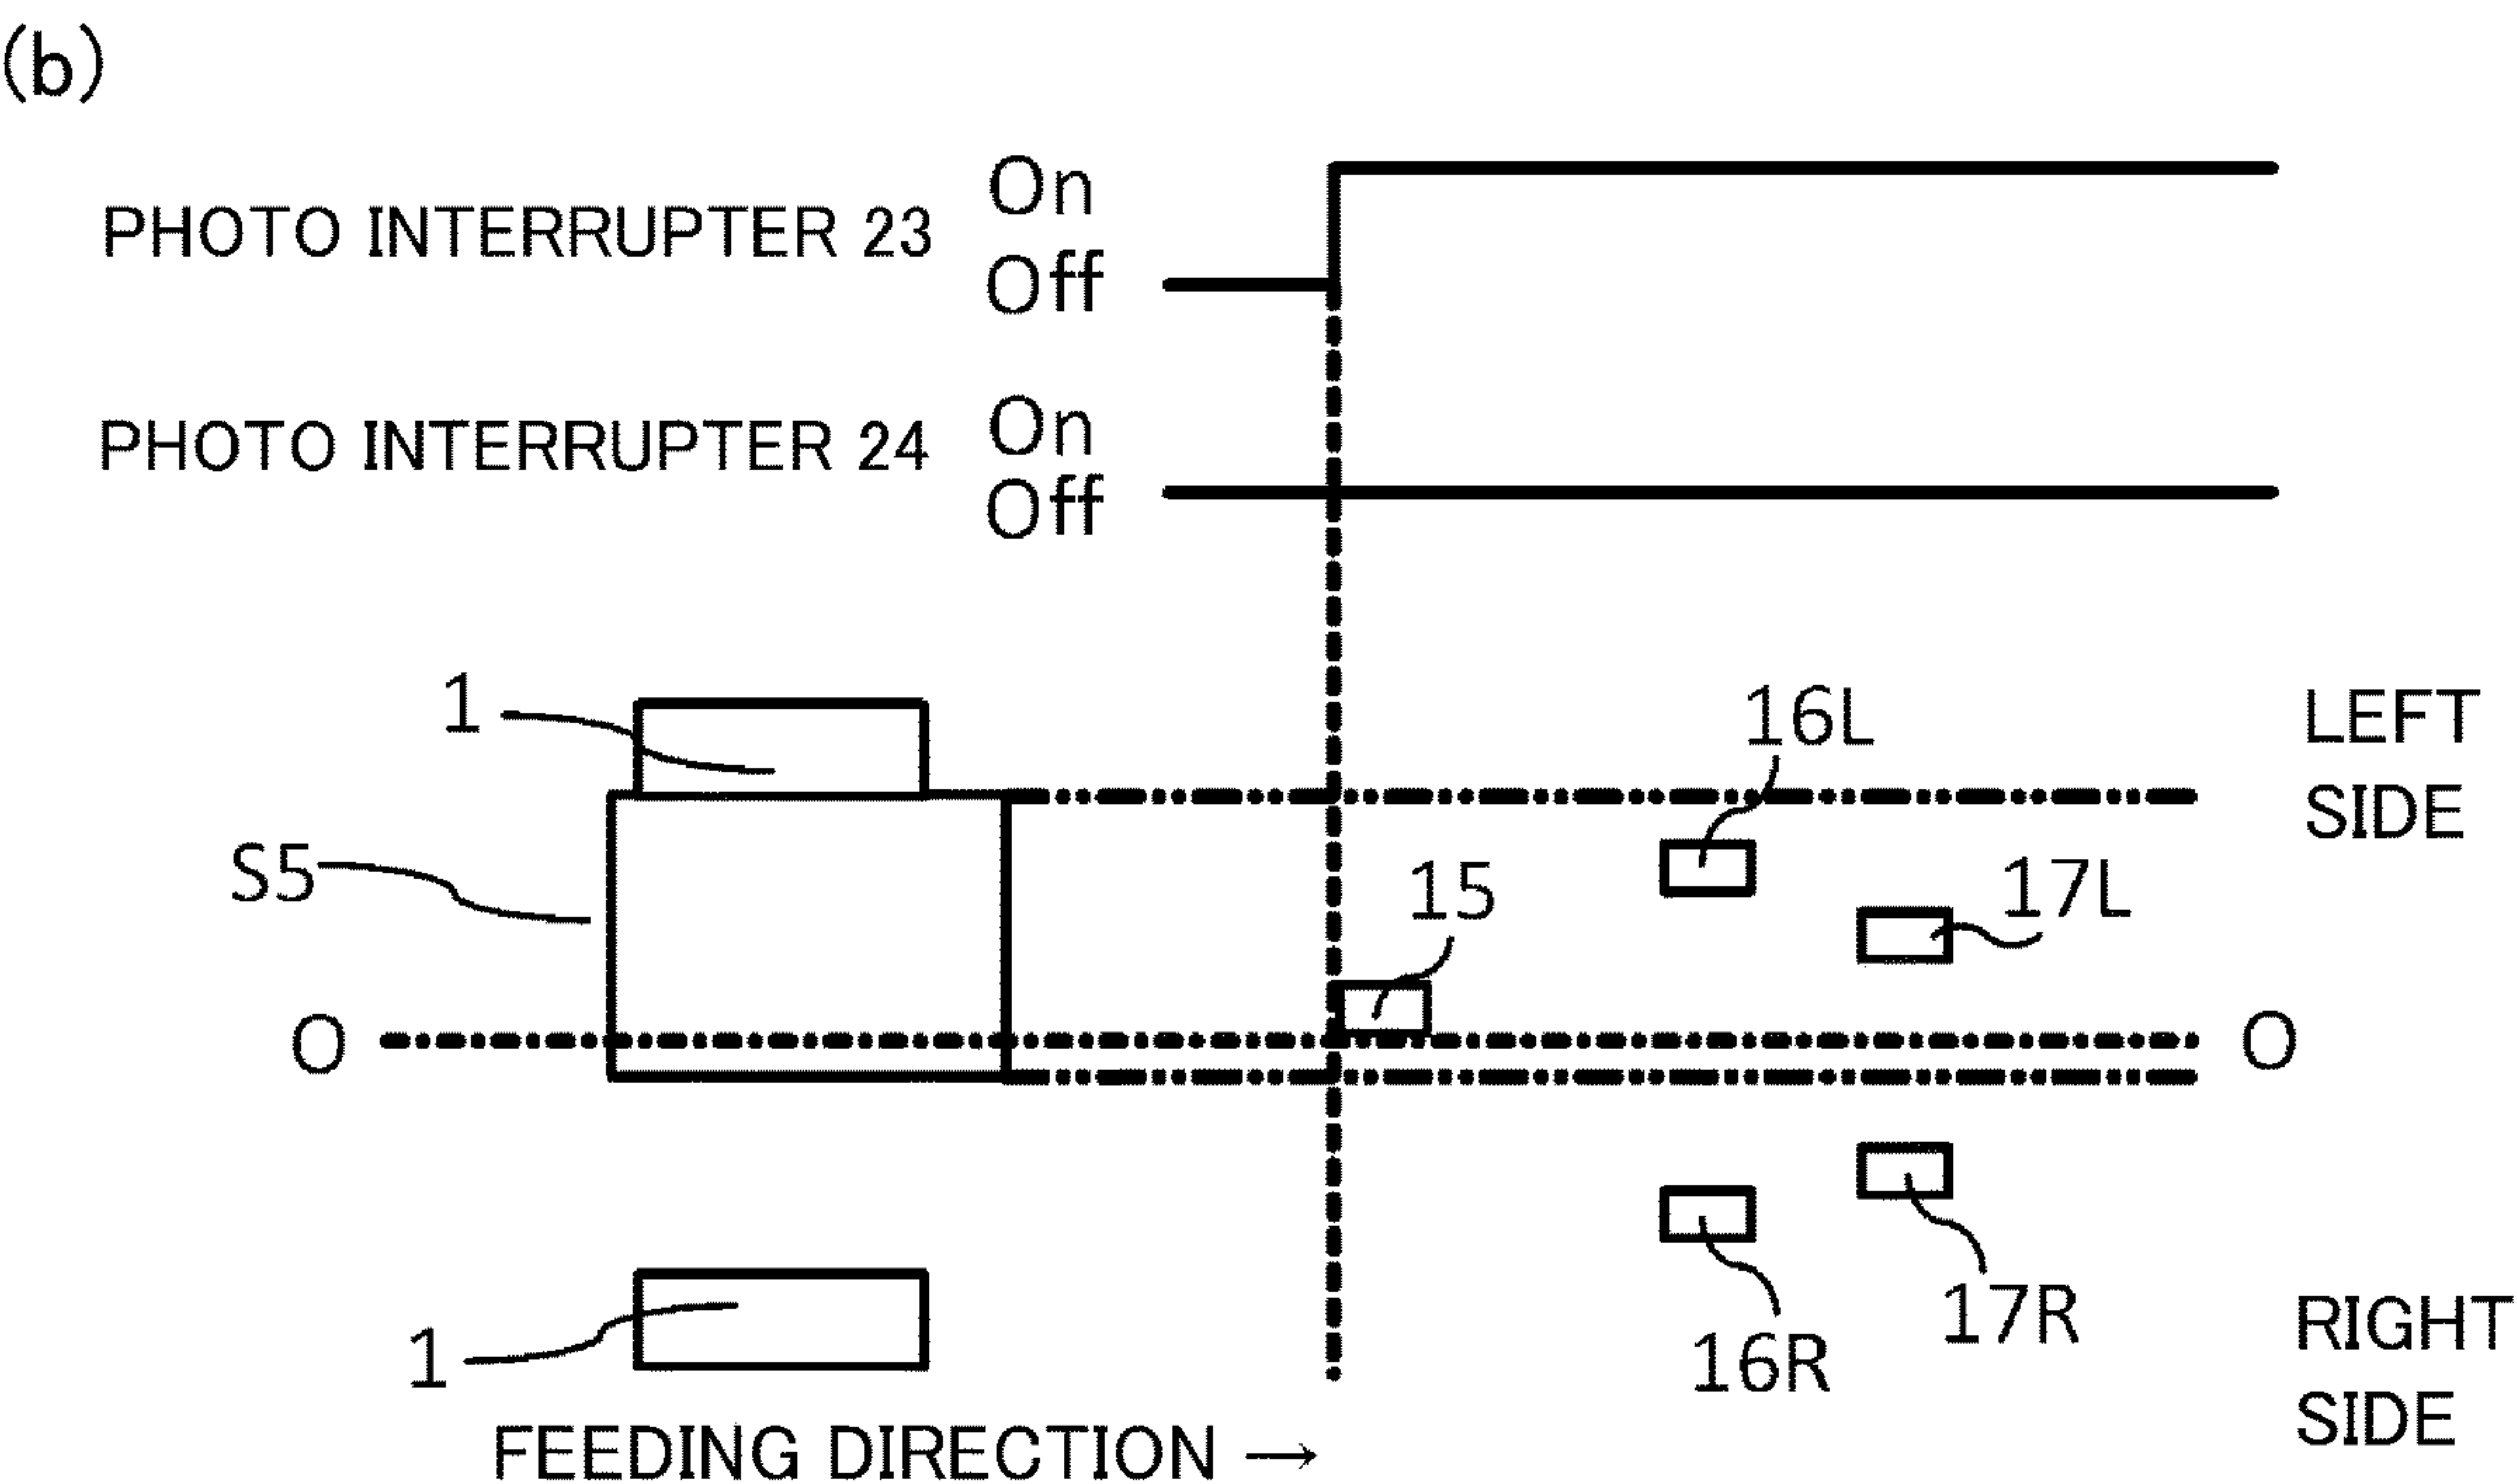 (b)
On
PHOTO INTERRUPTER 23
Off
On
PHOTO INTERRUPTER 24
Off
1
16L
LEFT
SIDE
S5
15
17L
O
O
1
16R
17R
RIGHT
SIDE
FEEDING DIRECTION →